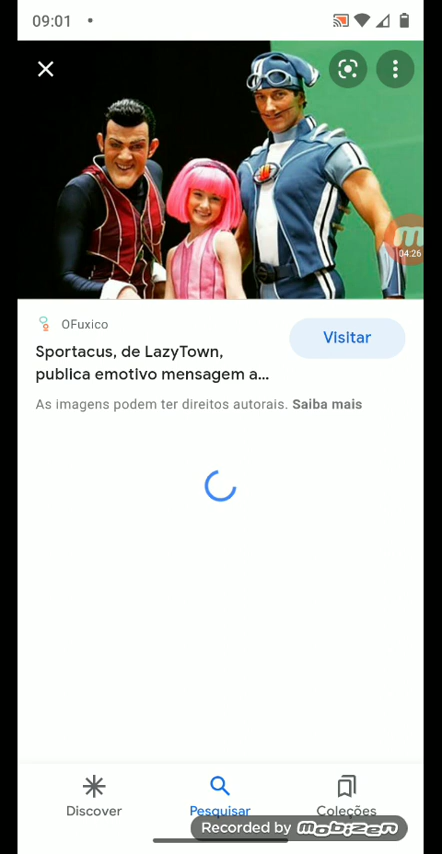 09:01
m
04:26
OFuxico
Visitar
Sportacus, de LazyTown,
publica emotivo mensagem a...
As imagens podem ter direitos autorais. Saiba mais
Discover
Pesquisar
Coleções
Recorded by mobizen